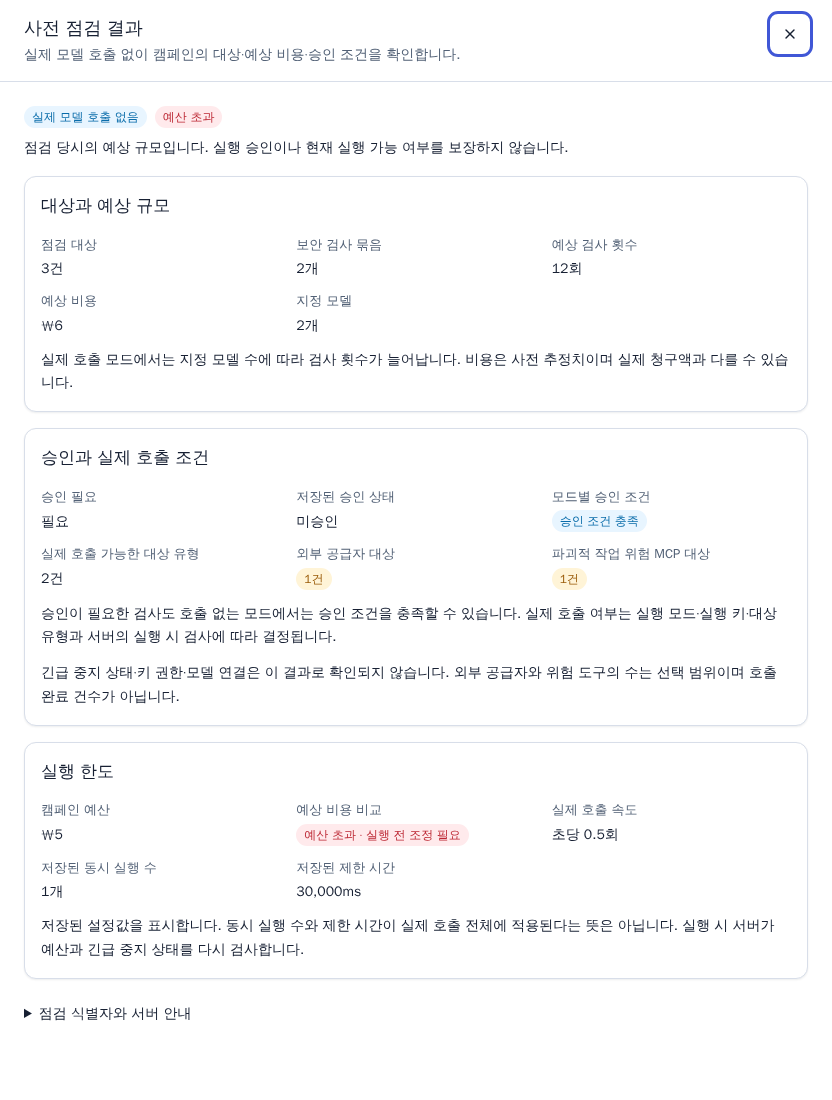 사전 점검 결과
실제 모델 호출 없이 캠페인의 대상·예상 비용·승인 조건을 확인합니다.
실제 모델 호출 없음 예산 초과
점검 당시의 예상 규모입니다. 실행 승인이나 현재 실행 가능 여부를 보장하지 않습니다.
대상과 예상 규모
점검 대상 보안 검사 묶음 예상 검사 횟수
3건 2개 12회
예상 비용 지정 모델
₩6 2개
실제 호출 모드에서는 지정 모델 수에 따라 검사 횟수가 늘어납니다. 비용은 사전 추정치이며 실제 청구액과 다를 수 있습
니다.
승인과 실제 호출 조건
승인 필요 저장된 승인 상태 모드별 승인 조건
필요 미승인 승인 조건 충족
실제 호출 가능한 대상 유형 외부 공급자 대상 파괴적 작업 위험 MCP 대상
2건 1건 1건
승인이 필요한 검사도 호출 없는 모드에서는 승인 조건을 충족할 수 있습니다. 실제 호출 여부는 실행 모드·실행 키·대상
유형과 서버의 실행 시 검사에 따라 결정됩니다.
긴급 중지 상태·키 권한·모델 연결은 이 결과로 확인되지 않습니다. 외부 공급자와 위험 도구의 수는 선택 범위이며 호출
완료 건수가 아닙니다.
실행 한도
캠페인 예산 예상 비용 비교 실제 호출 속도
₩5 예산 초과 · 실행 전 조정 필요 초당 0.5회
저장된 동시 실행 수 저장된 제한 시간
1개 30,000ms
저장된 설정값을 표시합니다. 동시 실행 수와 제한 시간이 실제 호출 전체에 적용된다는 뜻은 아닙니다. 실행 시 서버가
예산과 긴급 중지 상태를 다시 검사합니다.
점검 식별자와 서버 안내